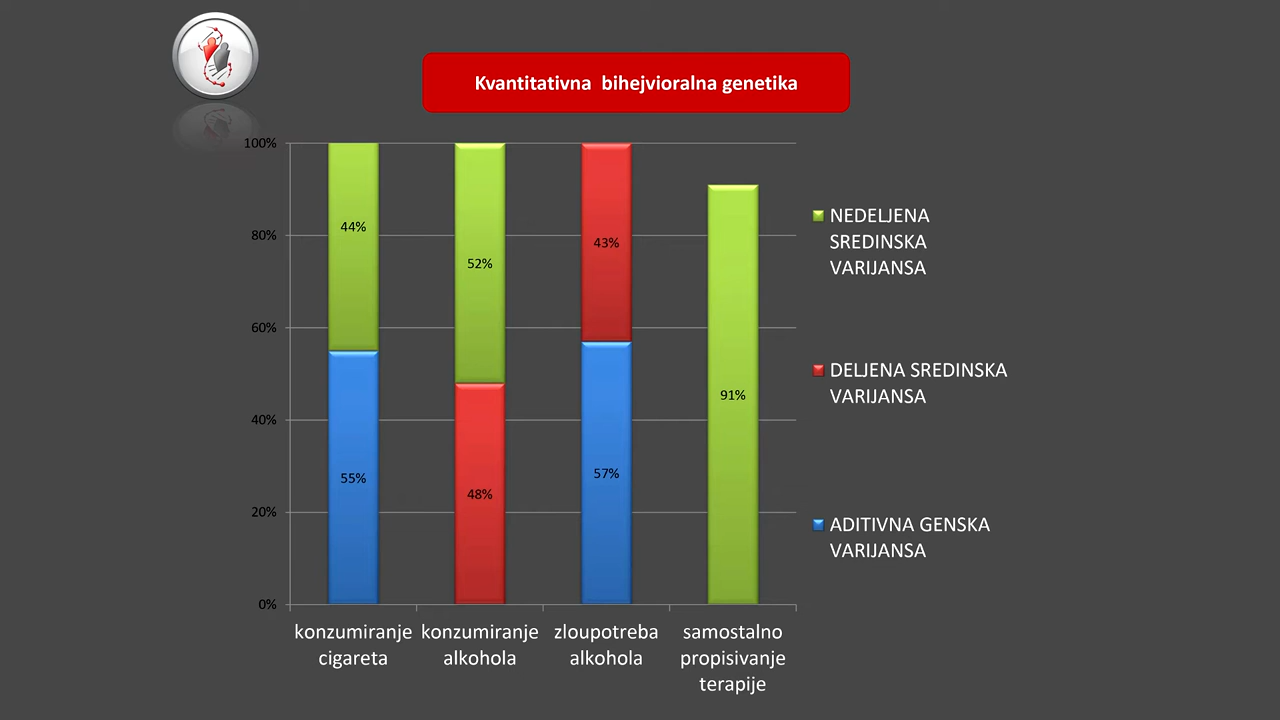 Kvantitativna bihejvioralna genetika
100%
80%
60%
40%
20%
0%
44%
55%
52%
48%
43%
57%
91%
konzumiranje
cigareta
konzumiranje
alkohola
zloupotreba
alkohola
samostalno
propisivanje
terapije
NEDELJENA
SREDINSKA
VARIJANSA
DELJENA SREDINSKA
VARIJANSA
ADITIVNA GENSKA
VARIJANSA